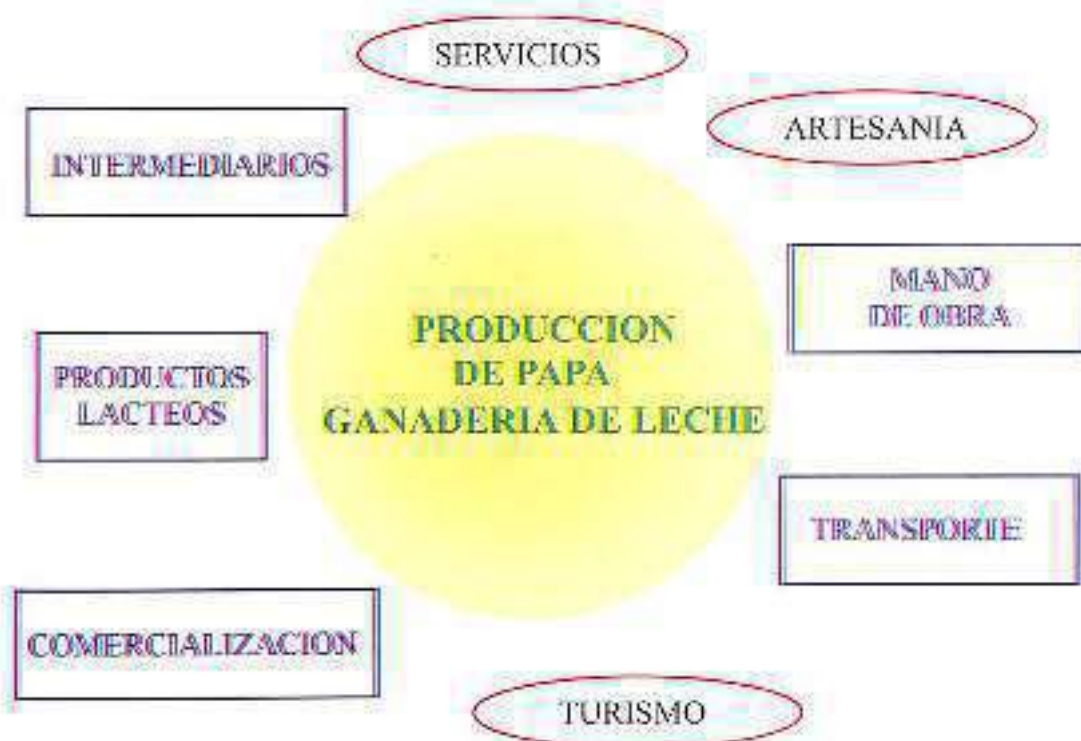 SERVICIOS
ARTESANIA
INTERMEDIARIOS
MANO
DE OBRA
PRODUCCION
DE PAPA
GANADERIA DE LECHE
PRODUCTOS
LACTEOS
TRANSPORTE
COMERCIALIZACION
TURISMO